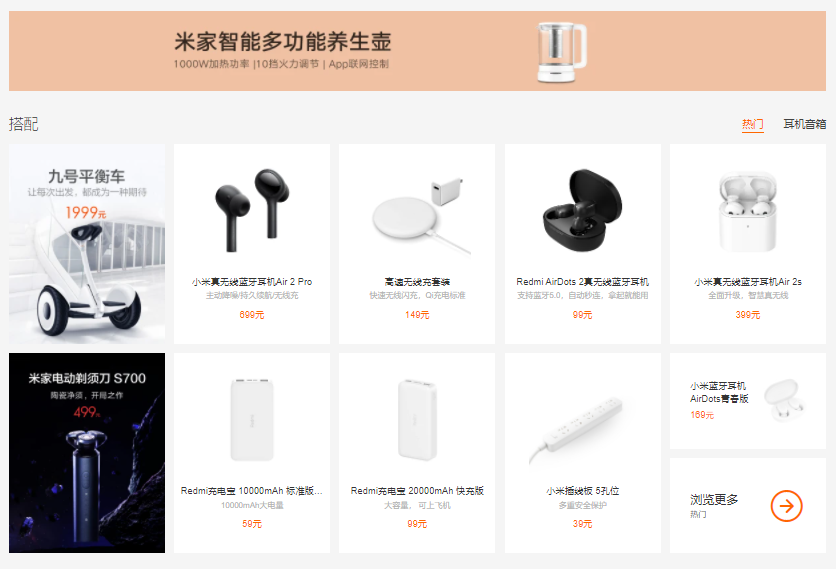 米家智能多功能养生壶
1000W加热功率 |10挡火力调节 | App联网控制
搭配
热门
耳机音箱
九号平衡车
让每次出发，都成为一种期待
1999元
小米真无线蓝牙耳机Air 2 Pro
主动降噪/持久续航/无线充
699元
高速无线充套装
快速无线闪充，Qi充电标准
149元
Redmi AirDots 2真无线蓝牙耳机
支持蓝牙5.0，自动秒连，拿起就能用
99元
小米真无线蓝牙耳机Air 2s
全面升级，智慧真无线
399元
米家电动剃须刀 S700
陶瓷净须，开局之作
499元
Redmi充电宝 10000mAh 标准版...
10000mAh大电量
59元
Redmi充电宝 20000mAh 快充版
大容量，可上飞机
99元
小米插线板 5孔位
多重安全保护
39元
小米蓝牙耳机
AirDots青春版
169元
浏览更多
热门